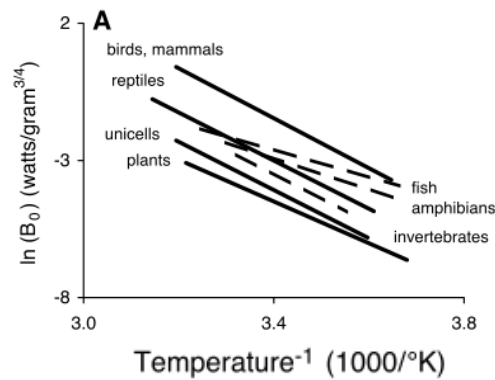 A
2
birds, mammals
reptiles
unicells
plants
-3
fish
amphibians
invertebrates
-8
3.0 3.4 3.8
ln (B₀) (watts/gram³/⁴)
Temperature⁻¹ (1000/°K)